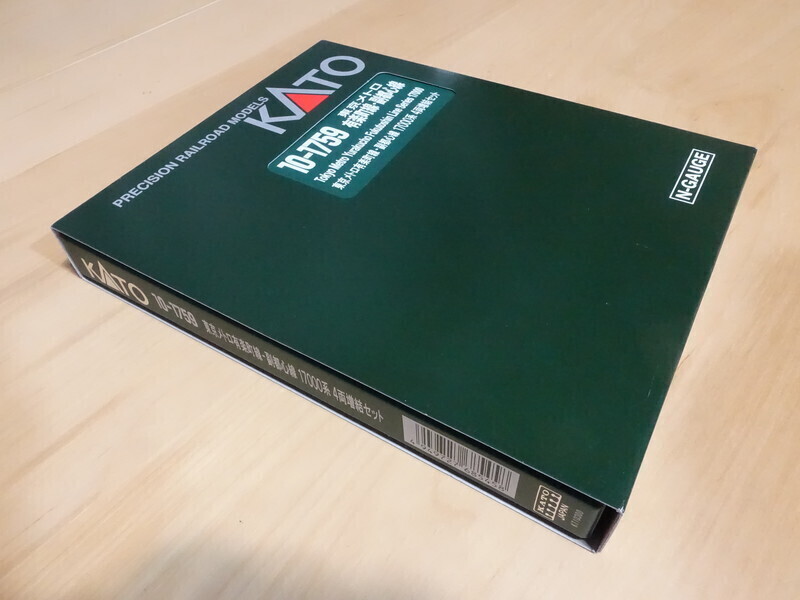 KATO
PRECISION RAILROAD MODELS
10-1759
東京メトロ
有楽町線・副都心線
Tokyo Metro Yurakucho Fukutoshin Line Series 17000
東京メトロ有楽町線・副都心線 17000系 4両増結セット
N-GAUGE
KATO 10-1759 東京メトロ有楽町線・副都心線 17000系 4両増結セット
KATO
JAPAN